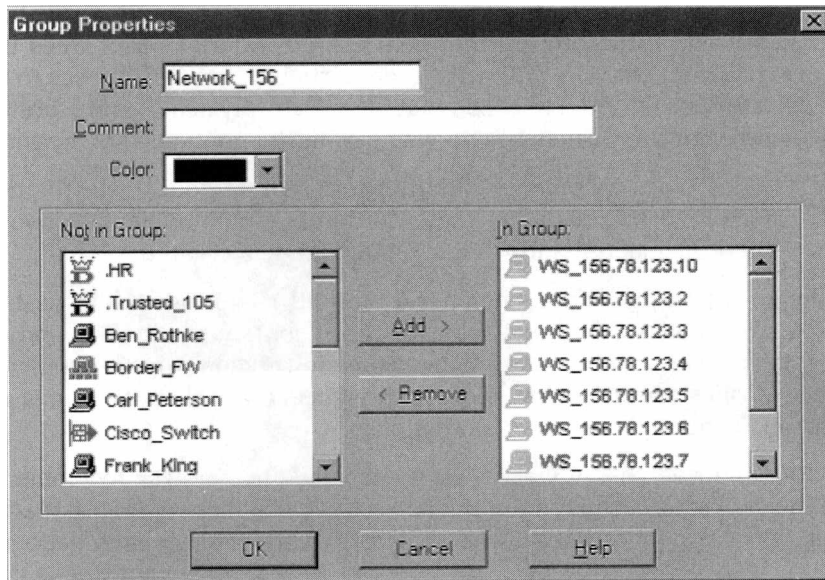 Group Properties
Name: Network_156
Comment:
Color:
Not in Group:
.HR
.Trusted_105
Ben_Rothke
Border_FW
Carl_Peterson
Cisco_Switch
Frank_King
Add >
< Remove
In Group:
WS_156.78.123.10
WS_156.78.123.2
WS_156.78.123.3
WS_156.78.123.4
WS_156.78.123.5
WS_156.78.123.6
WS_156.78.123.7
OK
Cancel
Help